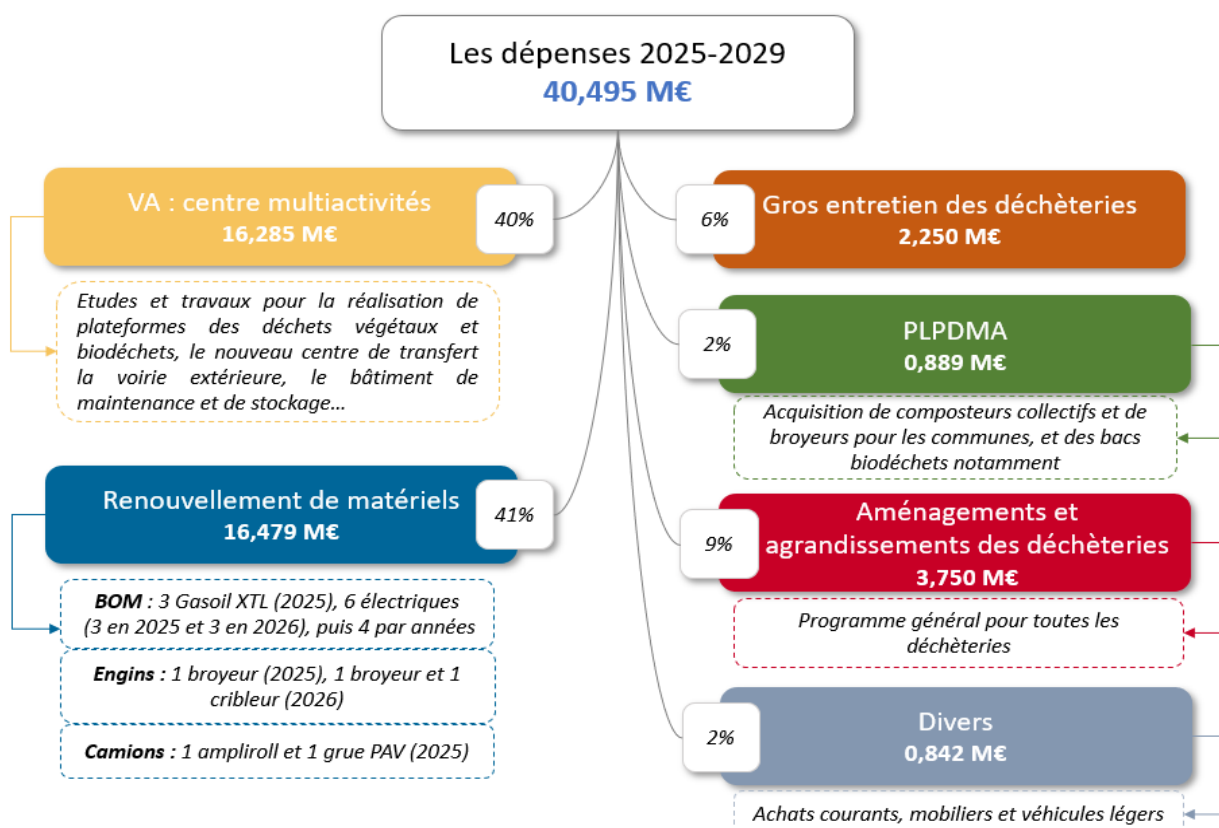 Les dépenses 2025-2029
40,495 M€
VA : centre multiactivités
16,285 M€
40%
Etudes et travaux pour la réalisation de
plateformes des déchets végétaux et
biodéchets, le nouveau centre de transfert
la voirie extérieure, le bâtiment de
maintenance et de stockage...
Renouvellement de matériels
16,479 M€
41%
BOM : 3 Gasoil XTL (2025), 6 électriques
(3 en 2025 et 3 en 2026), puis 4 par années
Engins : 1 broyeur (2025), 1 broyeur et 1
cribleur (2026)
Camions : 1 ampliroll et 1 grue PAV (2025)
6%
Gros entretien des déchèteries
2,250 M€
2%
PLPDMA
0,889 M€
Acquisition de composteurs collectifs et de
broyeurs pour les communes, et des bacs
biodéchets notamment
9%
Aménagements et
agrandissements des déchèteries
3,750 M€
Programme général pour toutes les
déchèteries
2%
Divers
0,842 M€
Achats courants, mobiliers et véhicules légers